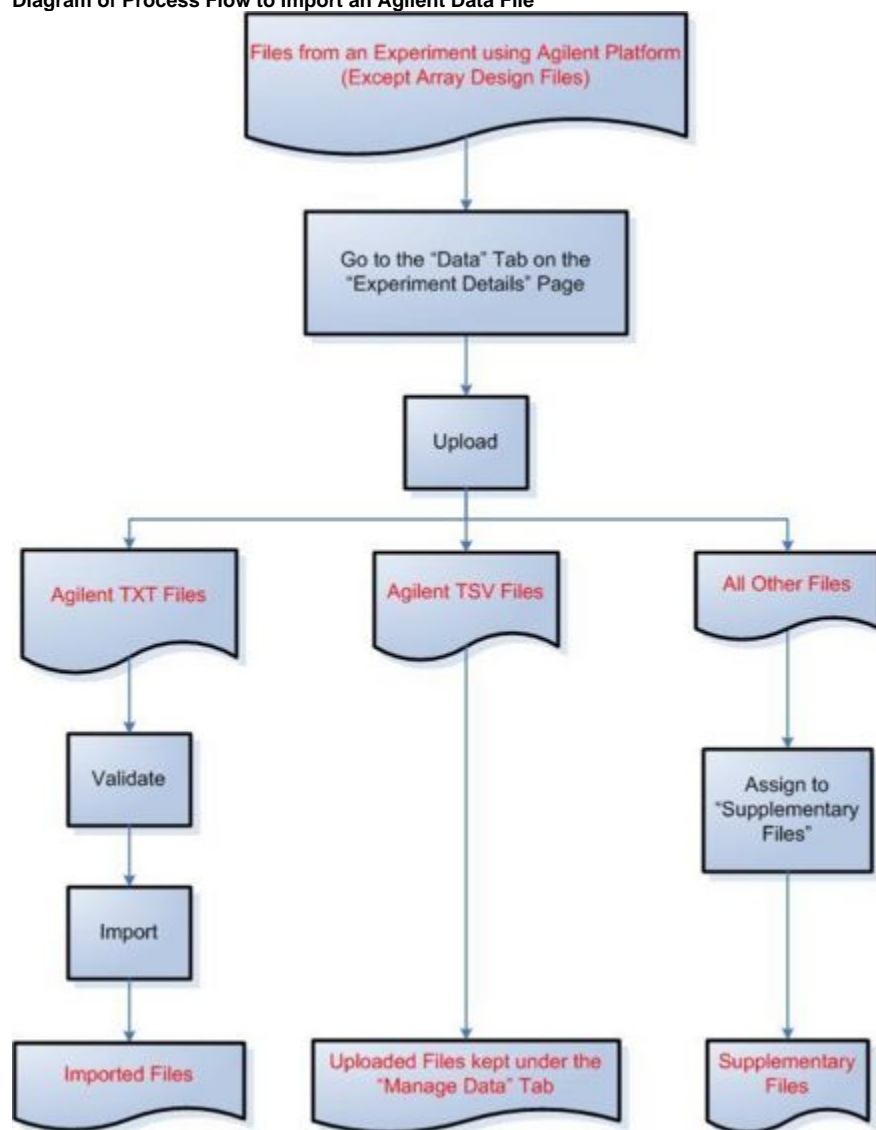 Diagram of Process Flow to Import an Agilent Data File
Files from an Experiment using Agilent Platform
(Except Array Design Files)
Go to the “Data” Tab on the
“Experiment Details” Page
Upload
Agilent TXT Files
Agilent TSV Files
All Other Files
Validate
Assign to
“Supplementary
Files”
Import
Imported Files
Uploaded Files kept under the
“Manage Data” Tab
Supplementary
Files